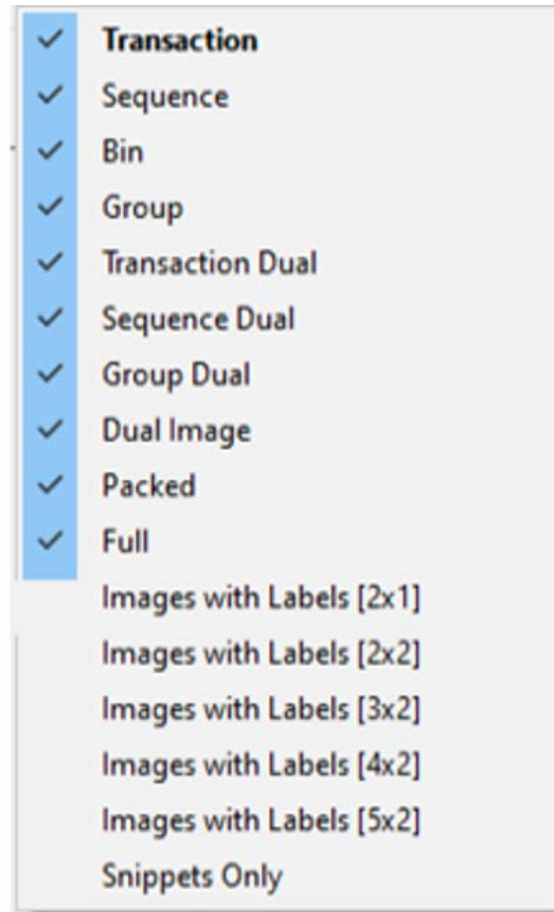 Transaction
Sequence
Bin
Group
Transaction Dual
Sequence Dual
Group Dual
Dual Image
Packed
Full
Images with Labels [2x1]
Images with Labels [2x2]
Images with Labels [3x2]
Images with Labels [4x2]
Images with Labels [5x2]
Snippets Only